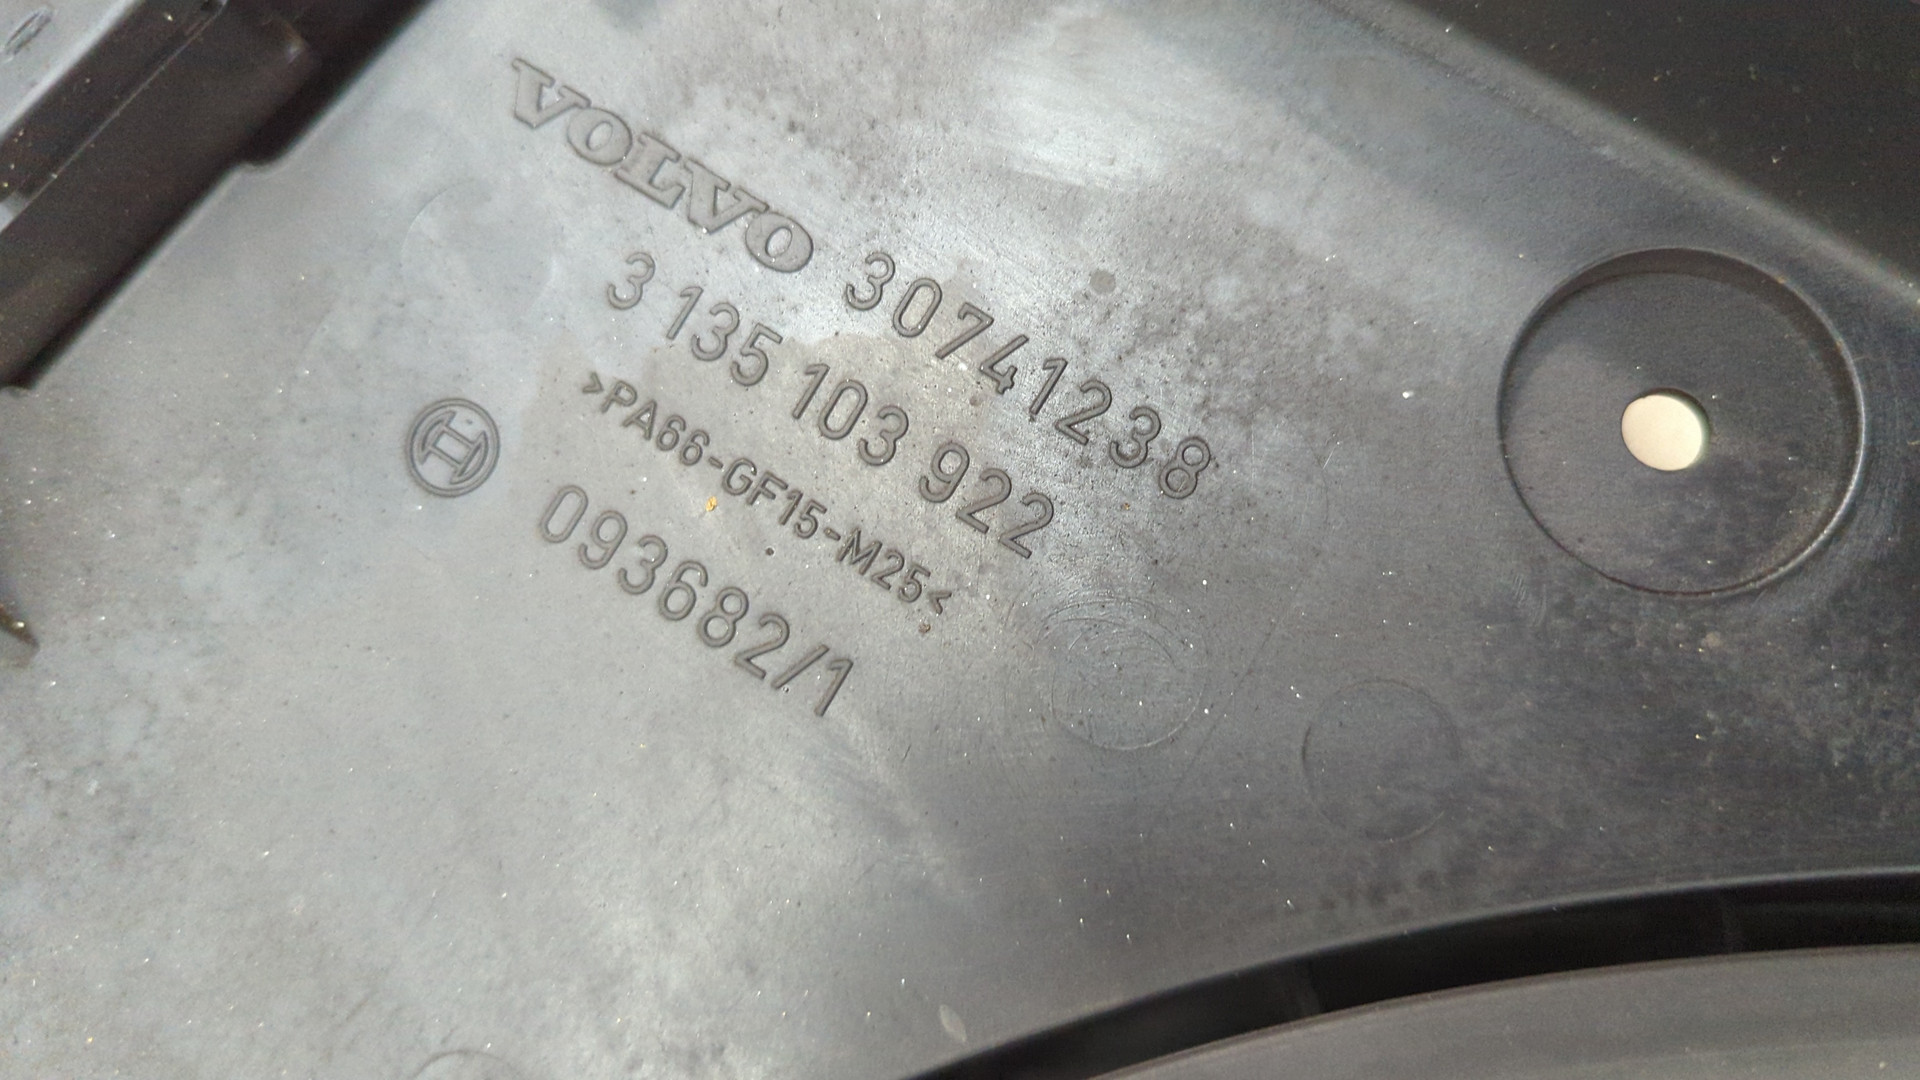 VOLVO 30741238
3 135 103 922
>PA66-GF15-M25<
093682/1